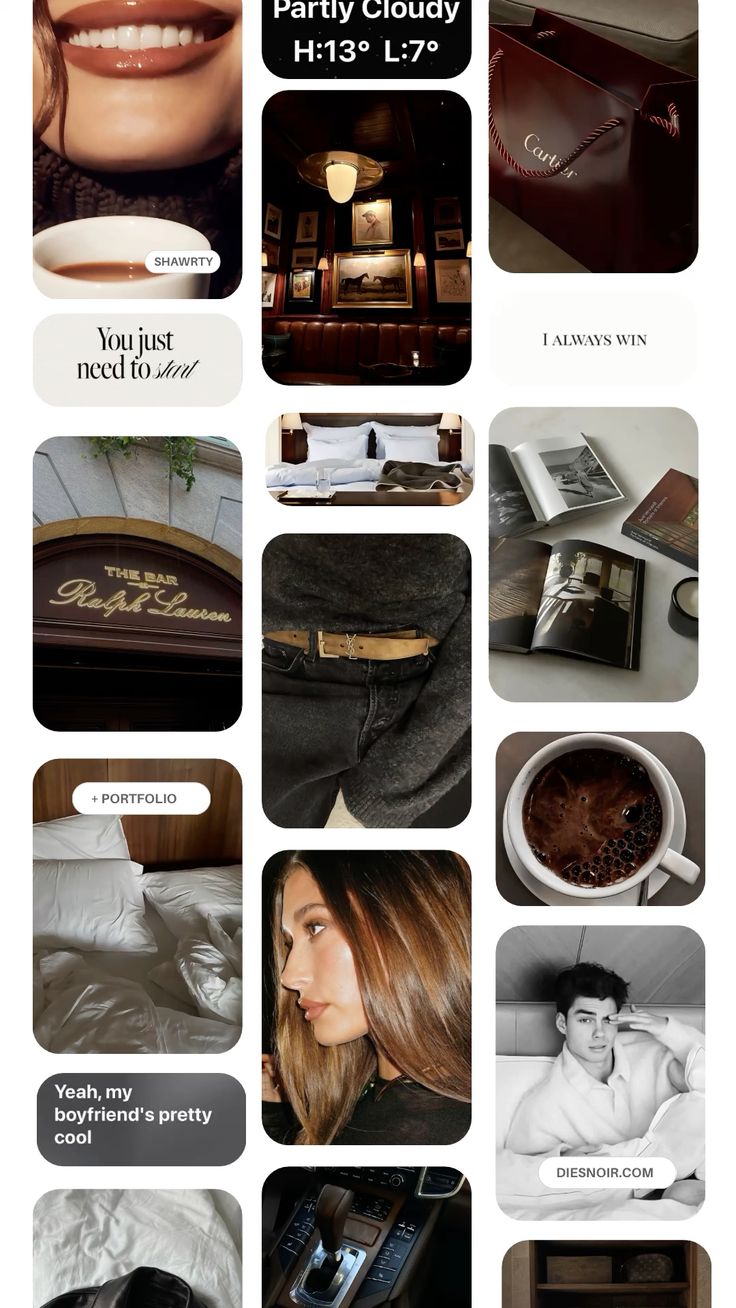 Partly Cloudy
H:13° L:7°
Cartier
SHAWRTY
You just
need to start
I ALWAYS WIN
THE BAR
Ralph Lauren
+ PORTFOLIO
Yeah, my
boyfriend's pretty
cool
DIESNOIR.COM